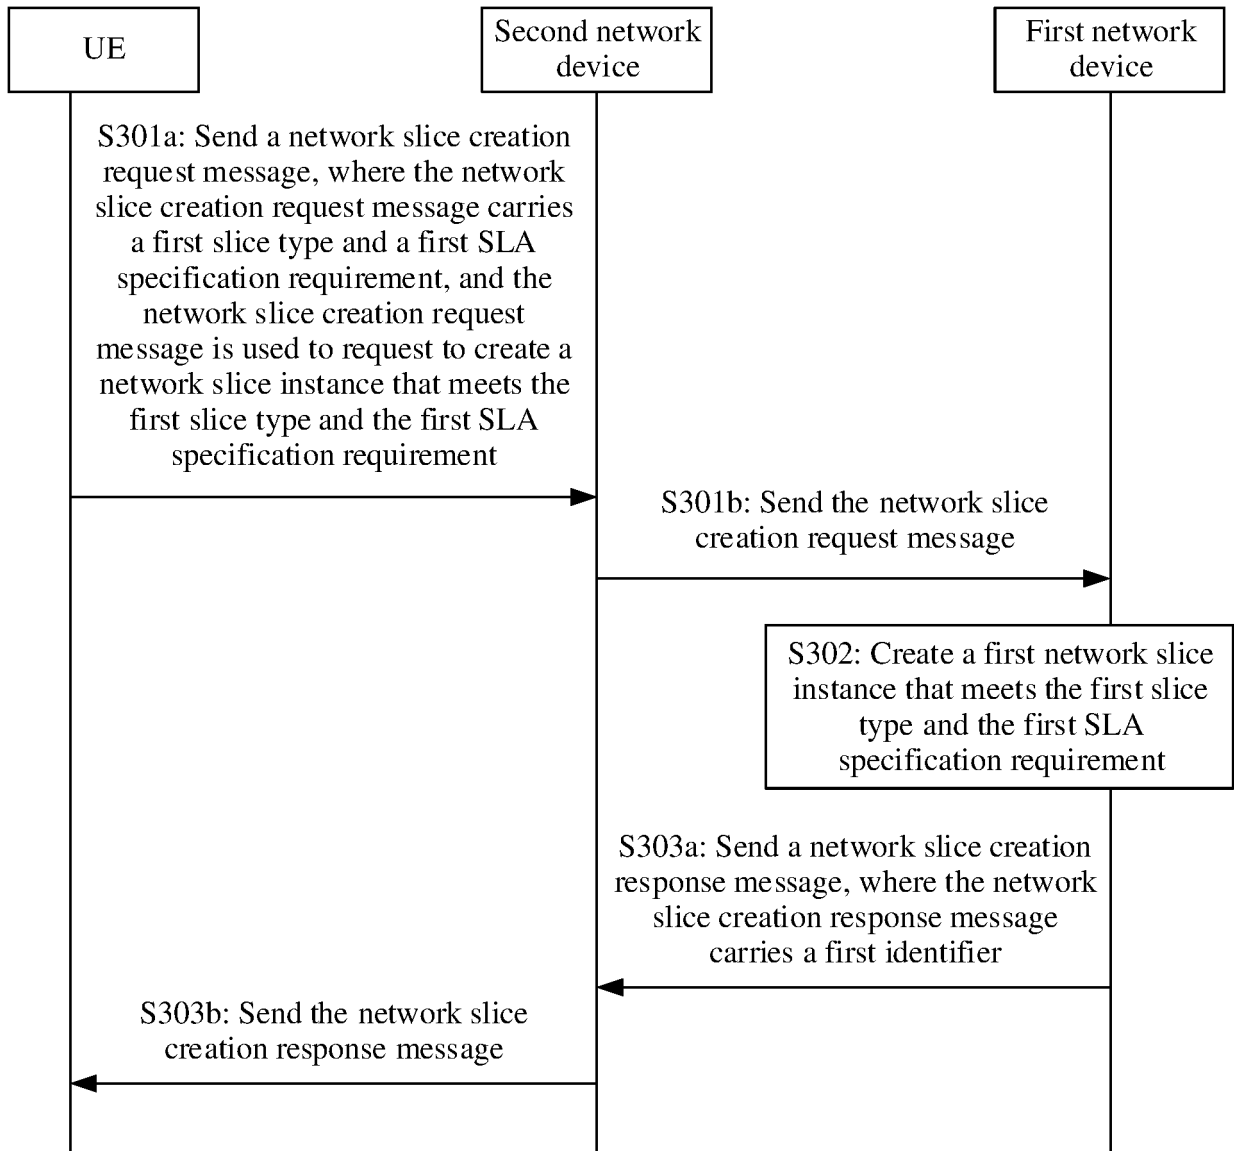 UE
Second network
device
First network
device
S301a: Send a network slice creation
request message, where the network
slice creation request message carries
a first slice type and a first SLA
specification requirement, and the
network slice creation request
message is used to request to create a
network slice instance that meets the
first slice type and the first SLA
specification requirement
S301b: Send the network slice
creation request message
S302: Create a first network slice
instance that meets the first slice
type and the first SLA
specification requirement
S303a: Send a network slice creation
response message, where the network
slice creation response message
carries a first identifier
S303b: Send the network slice
creation response message